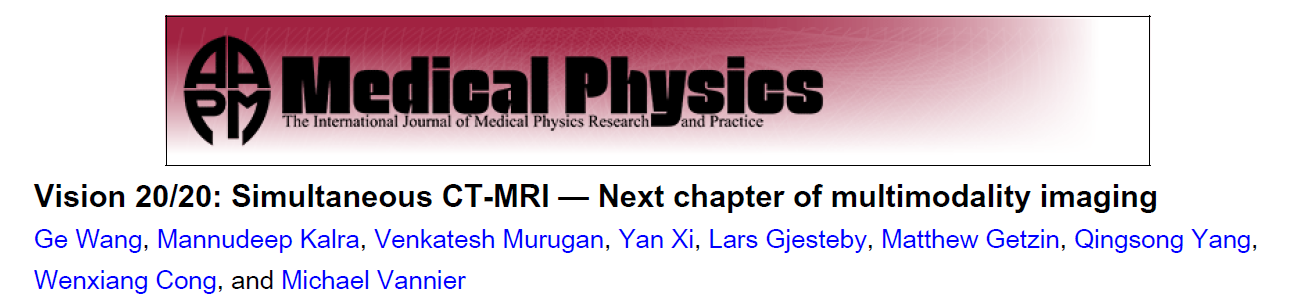 AAPM
Medical Physics
The International Journal of Medical Physics Research and Practice
Vision 20/20: Simultaneous CT-MRI — Next chapter of multimodality imaging
Ge Wang, Mannudeep Kalra, Venkatesh Murugan, Yan Xi, Lars Gjesteby, Matthew Getzin, Qingsong Yang,
Wenxiang Cong, and Michael Vannier